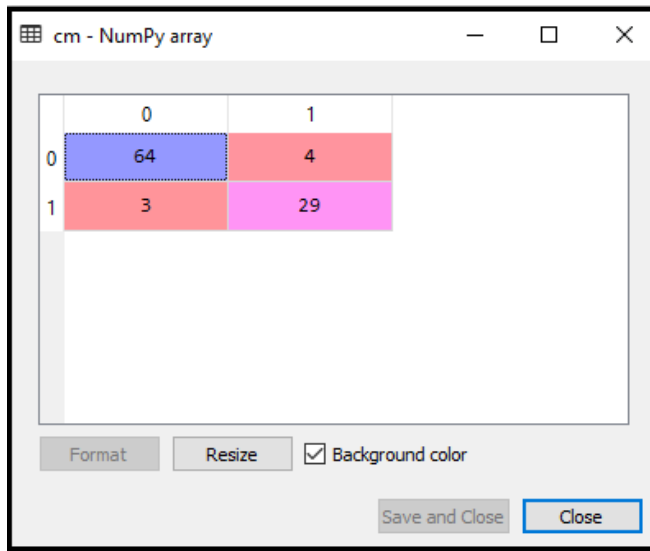 cm - NumPy array
0 1
0 64 4
1 3 29
Format Resize Background color
Save and Close Close